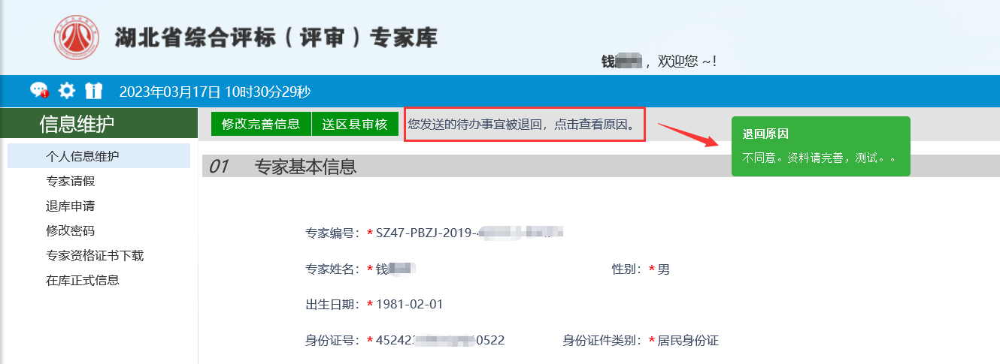 湖北省综合评标（评审）专家库
钱，欢迎您 ~!
2023年03月17日 10时30分29秒
信息维护
个人信息维护
专家请假
退库申请
修改密码
专家资格证书下载
在库正式信息
修改完善信息
送区县审核
您发送的待办事宜被退回，点击查看原因。
退回原因
不同意。资料请完善，测试。。
01 专家基本信息
专家编号：*SZ47-PBZJ-2019-
专家姓名：*钱
性别：*男
出生日期：*1981-02-01
身份证号：*45242 0522
身份证件类别：*居民身份证